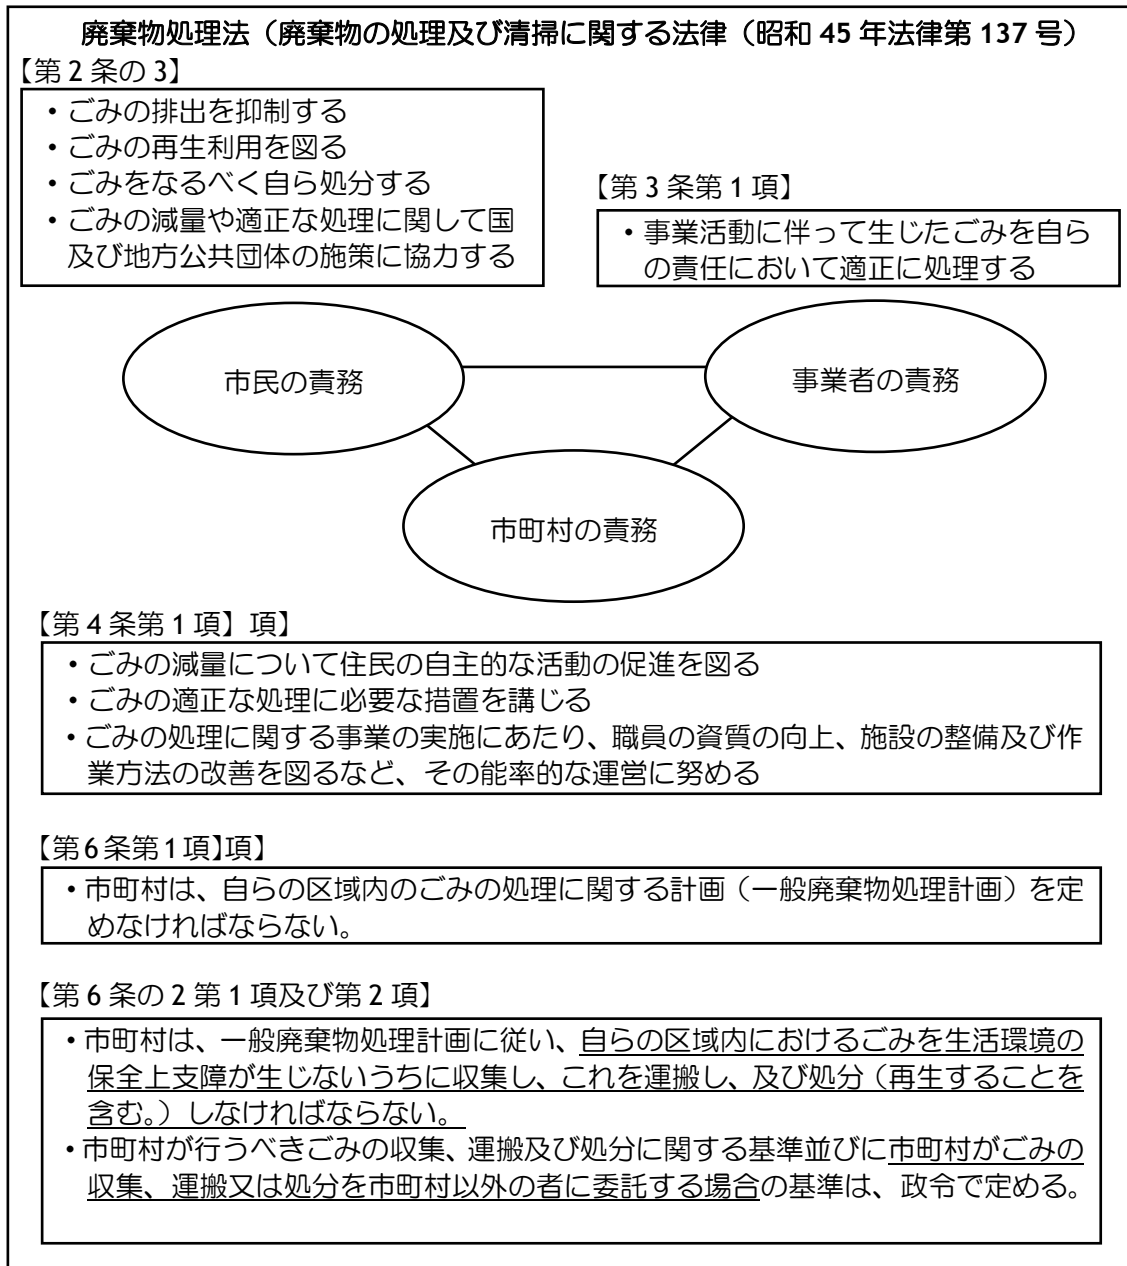 廃棄物処理法（廃棄物の処理及び清掃に関する法律（昭和 45 年法律第 137 号）
【第 2 条の 3】
・ごみの排出を抑制する
・ごみの再生利用を図る
・ごみをなるべく自ら処分する
・ごみの減量や適正な処理に関して国
及び地方公共団体の施策に協力する
【第 3 条第 1 項】
・事業活動に伴って生じたごみを自ら
の責任において適正に処理する
市民の責務
事業者の責務
市町村の責務
【第 4 条第 1 項】項】
・ごみの減量について住民の自主的な活動の促進を図る
・ごみの適正な処理に必要な措置を講じる
・ごみの処理に関する事業の実施にあたり、職員の資質の向上、施設の整備及び作
業方法の改善を図るなど、その能率的な運営に努める
【第 6 条第 1 項】項】
・市町村は、自らの区域内のごみの処理に関する計画（一般廃棄物処理計画）を定
めなければならない。
【第 6 条の 2 第 1 項及び第 2 項】
・市町村は、一般廃棄物処理計画に従い、自らの区域内におけるごみを生活環境の
保全上支障が生じないうちに収集し、これを運搬し、及び処分（再生することを
含む。）しなければならない。
・市町村が行うべきごみの収集、運搬及び処分に関する基準並びに市町村がごみの
収集、運搬又は処分を市町村以外の者に委託する場合の基準は、政令で定める。